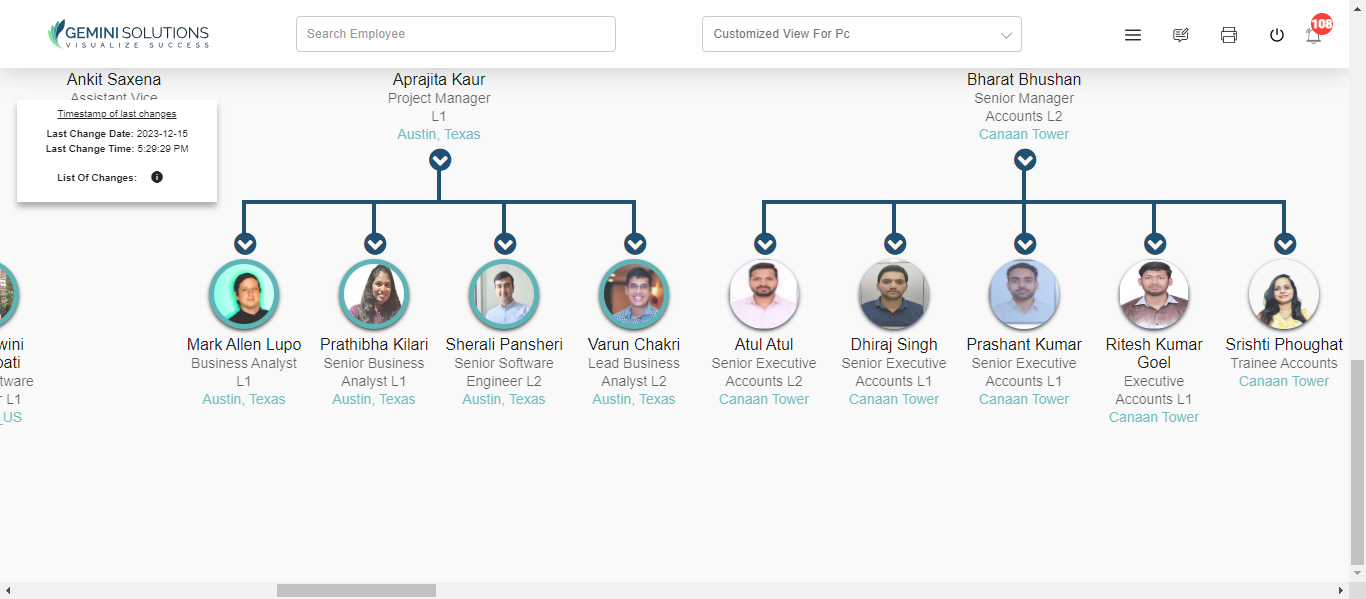 GEMINI SOLUTIONS
VISUALIZE SUCCESS
Search Employee
Customized View For Pc
108
Ankit Saxena
Assistant Vice
Aprajita Kaur
Project Manager
L1
Austin, Texas
Bharat Bhushan
Senior Manager
Accounts L2
Canaan Tower
Timestamp of last changes
Last Change Date: 2023-12-15
Last Change Time: 5:29:29 PM
List Of Changes:
wini
pati
tware
r L1
_US
Mark Allen Lupo
Business Analyst
L1
Austin, Texas
Prathibha Kilari
Senior Business
Analyst L1
Austin, Texas
Sherali Pansheri
Senior Software
Engineer L2
Austin, Texas
Varun Chakri
Lead Business
Analyst L2
Austin, Texas
Atul Atul
Senior Executive
Accounts L2
Canaan Tower
Dhiraj Singh
Senior Executive
Accounts L1
Canaan Tower
Prashant Kumar
Senior Executive
Accounts L1
Canaan Tower
Ritesh Kumar
Goel
Executive
Accounts L1
Canaan Tower
Srishti Phoughat
Trainee Accounts
Canaan Tower